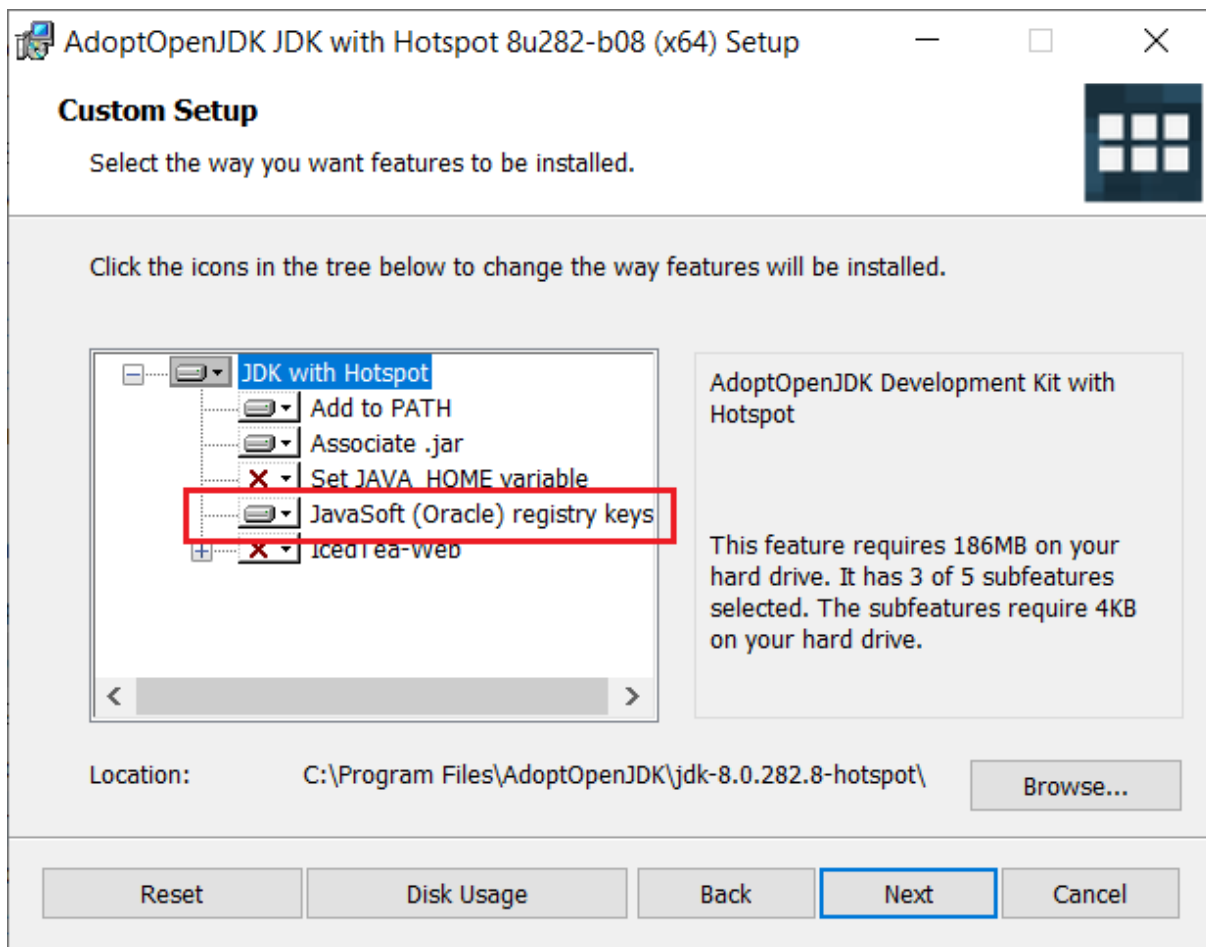 AdoptOpenJDK JDK with Hotspot 8u282-b08 (x64) Setup
Custom Setup
Select the way you want features to be installed.
Click the icons in the tree below to change the way features will be installed.
JDK with Hotspot
Add to PATH
Associate .jar
Set JAVA_HOME variable
JavaSoft (Oracle) registry keys
IcedTea-Web
AdoptOpenJDK Development Kit with
Hotspot
This feature requires 186MB on your
hard drive. It has 3 of 5 subfeatures
selected. The subfeatures require 4KB
on your hard drive.
Location: C:\Program Files\AdoptOpenJDK\jdk-8.0.282.8-hotspot\ Browse...
Reset Disk Usage Back Next Cancel